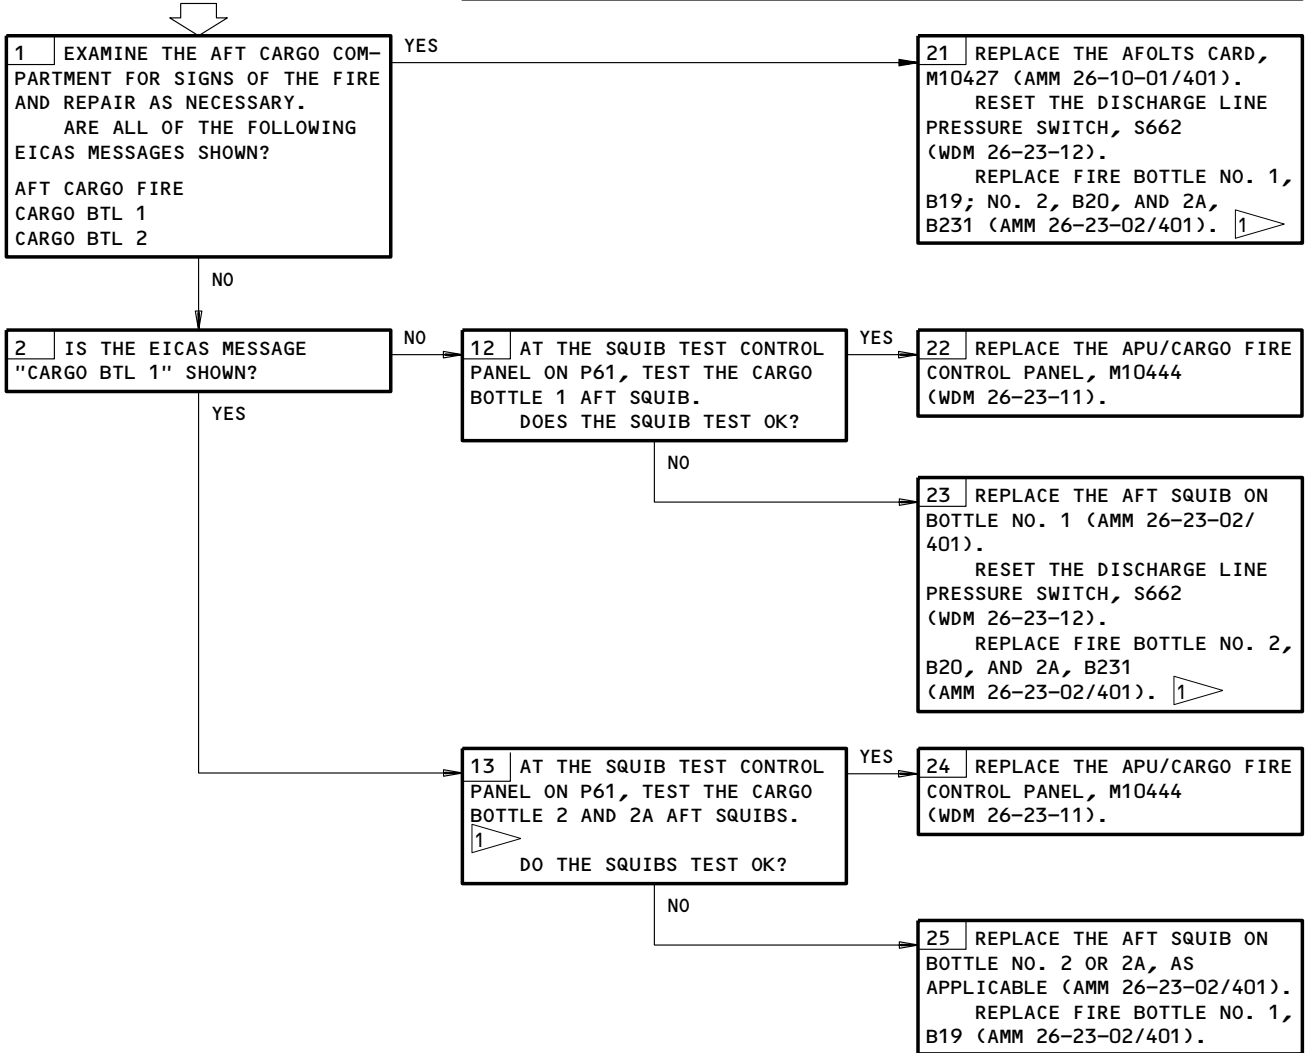 1 EXAMINE THE AFT CARGO COM-
PARTMENT FOR SIGNS OF THE FIRE
AND REPAIR AS NECESSARY.
ARE ALL OF THE FOLLOWING
EICAS MESSAGES SHOWN?
AFT CARGO FIRE
CARGO BTL 1
CARGO BTL 2
YES
21 REPLACE THE AFOLTS CARD,
M10427 (AMM 26-10-01/401).
RESET THE DISCHARGE LINE
PRESSURE SWITCH, S662
(WDM 26-23-12).
REPLACE FIRE BOTTLE NO. 1,
B19; NO. 2, B20, AND 2A,
B231 (AMM 26-23-02/401). 1
NO
2 IS THE EICAS MESSAGE
"CARGO BTL 1" SHOWN?
NO
12 AT THE SQUIB TEST CONTROL
PANEL ON P61, TEST THE CARGO
BOTTLE 1 AFT SQUIB.
DOES THE SQUIB TEST OK?
YES
22 REPLACE THE APU/CARGO FIRE
CONTROL PANEL, M10444
(WDM 26-23-11).
YES
NO
23 REPLACE THE AFT SQUIB ON
BOTTLE NO. 1 (AMM 26-23-02/
401).
RESET THE DISCHARGE LINE
PRESSURE SWITCH, S662
(WDM 26-23-12).
REPLACE FIRE BOTTLE NO. 2,
B20, AND 2A, B231
(AMM 26-23-02/401). 1
13 AT THE SQUIB TEST CONTROL
PANEL ON P61, TEST THE CARGO
BOTTLE 2 AND 2A AFT SQUIBS.
1
DO THE SQUIBS TEST OK?
YES
24 REPLACE THE APU/CARGO FIRE
CONTROL PANEL, M10444
(WDM 26-23-11).
NO
25 REPLACE THE AFT SQUIB ON
BOTTLE NO. 2 OR 2A, AS
APPLICABLE (AMM 26-23-02/401).
REPLACE FIRE BOTTLE NO. 1,
B19 (AMM 26-23-02/401).